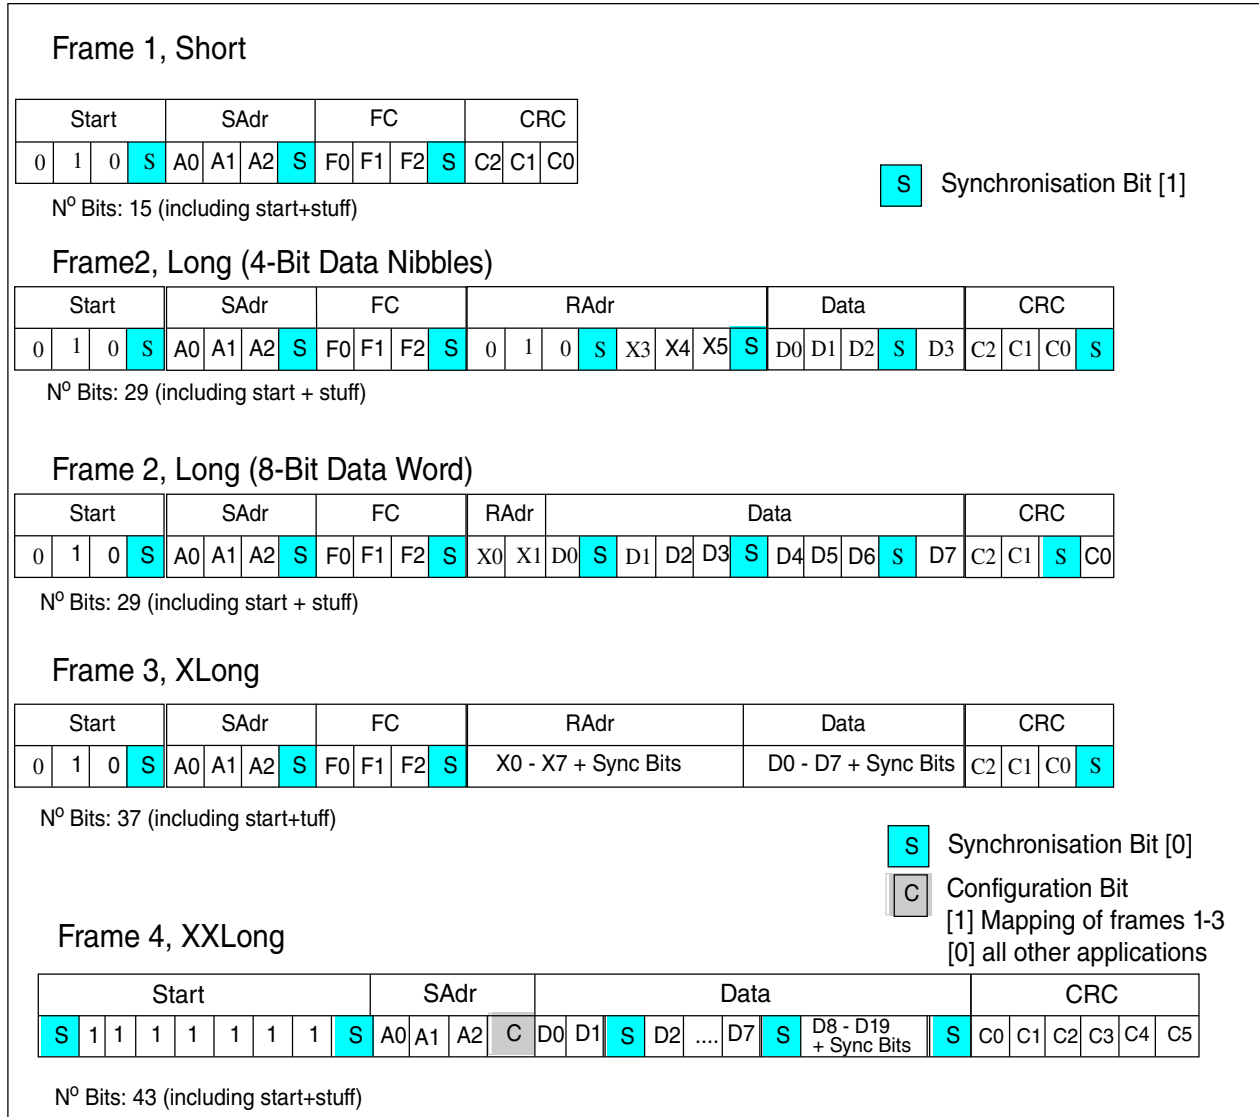 Frame 1, Short
Start SAdr FC CRC
0 1 0 S A0 A1 A2 S F0 F1 F2 S C2 C1 C0
Nº Bits: 15 (including start+stuff)
S Synchronisation Bit [1]
Frame2, Long (4-Bit Data Nibbles)
Start SAdr FC RAdr Data CRC
0 1 0 S A0 A1 A2 S F0 F1 F2 S 0 1 0 S X3 X4 X5 S D0 D1 D2 S D3 C2 C1 C0 S
Nº Bits: 29 (including start + stuff)
Frame 2, Long (8-Bit Data Word)
Start SAdr FC RAdr Data CRC
0 1 0 S A0 A1 A2 S F0 F1 F2 S X0 X1 D0 S D1 D2 D3 S D4 D5 D6 S D7 C2 C1 S C0
Nº Bits: 29 (including start + stuff)
Frame 3, XLong
Start SAdr FC RAdr Data CRC
0 1 0 S A0 A1 A2 S F0 F1 F2 S X0 - X7 + Sync Bits D0 - D7 + Sync Bits C2 C1 C0 S
Nº Bits: 37 (including start+tuff)
S Synchronisation Bit [0]
C Configuration Bit
[1] Mapping of frames 1-3
[0] all other applications
Frame 4, XXLong
Start SAdr Data CRC
S 1 1 1 1 1 1 1 S A0 A1 A2 C D0 D1 S D2 .... D7 S D8 - D19 + Sync Bits S C0 C1 C2 C3 C4 C5
Nº Bits: 43 (including start+stuff)